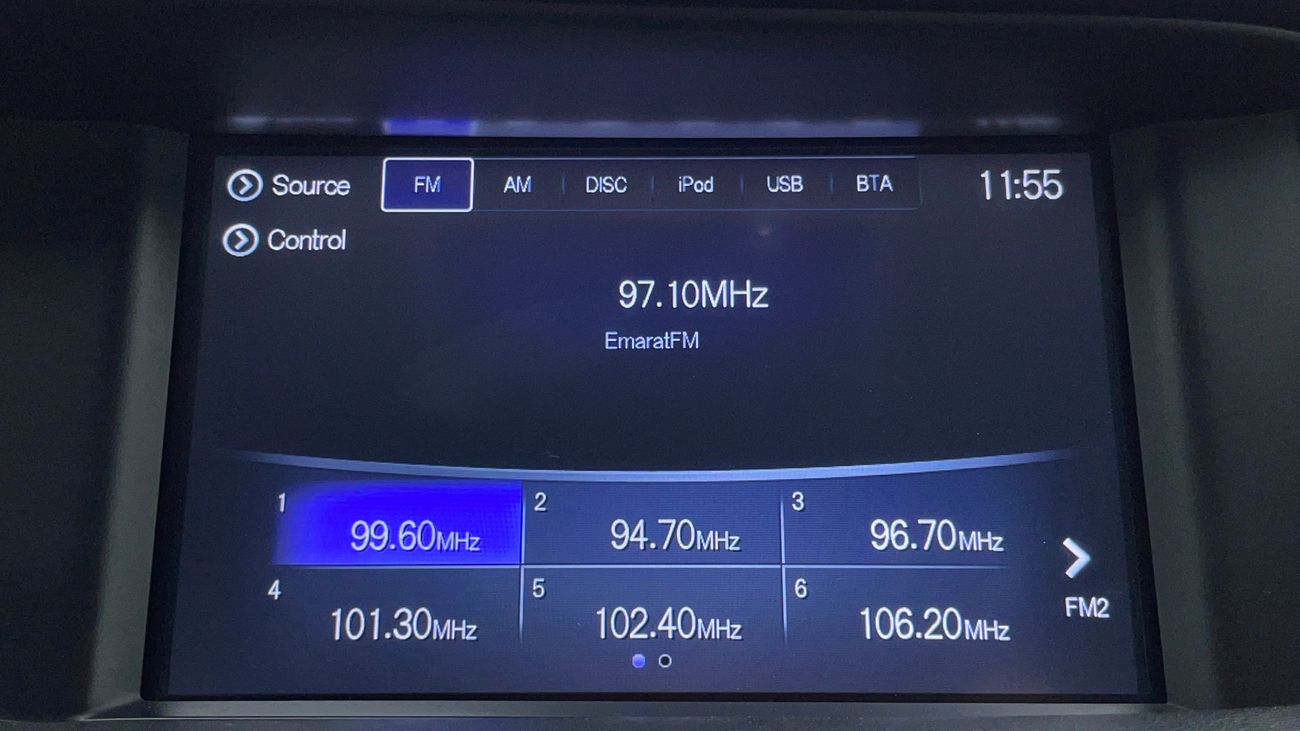 Source FM AM DISC iPod USB BTA 11:55
Control
97.10MHz
EmaratFM
1 99.60MHz 2 94.70MHz 3 96.70MHz
4 101.30MHz 5 102.40MHz 6 106.20MHz
FM2